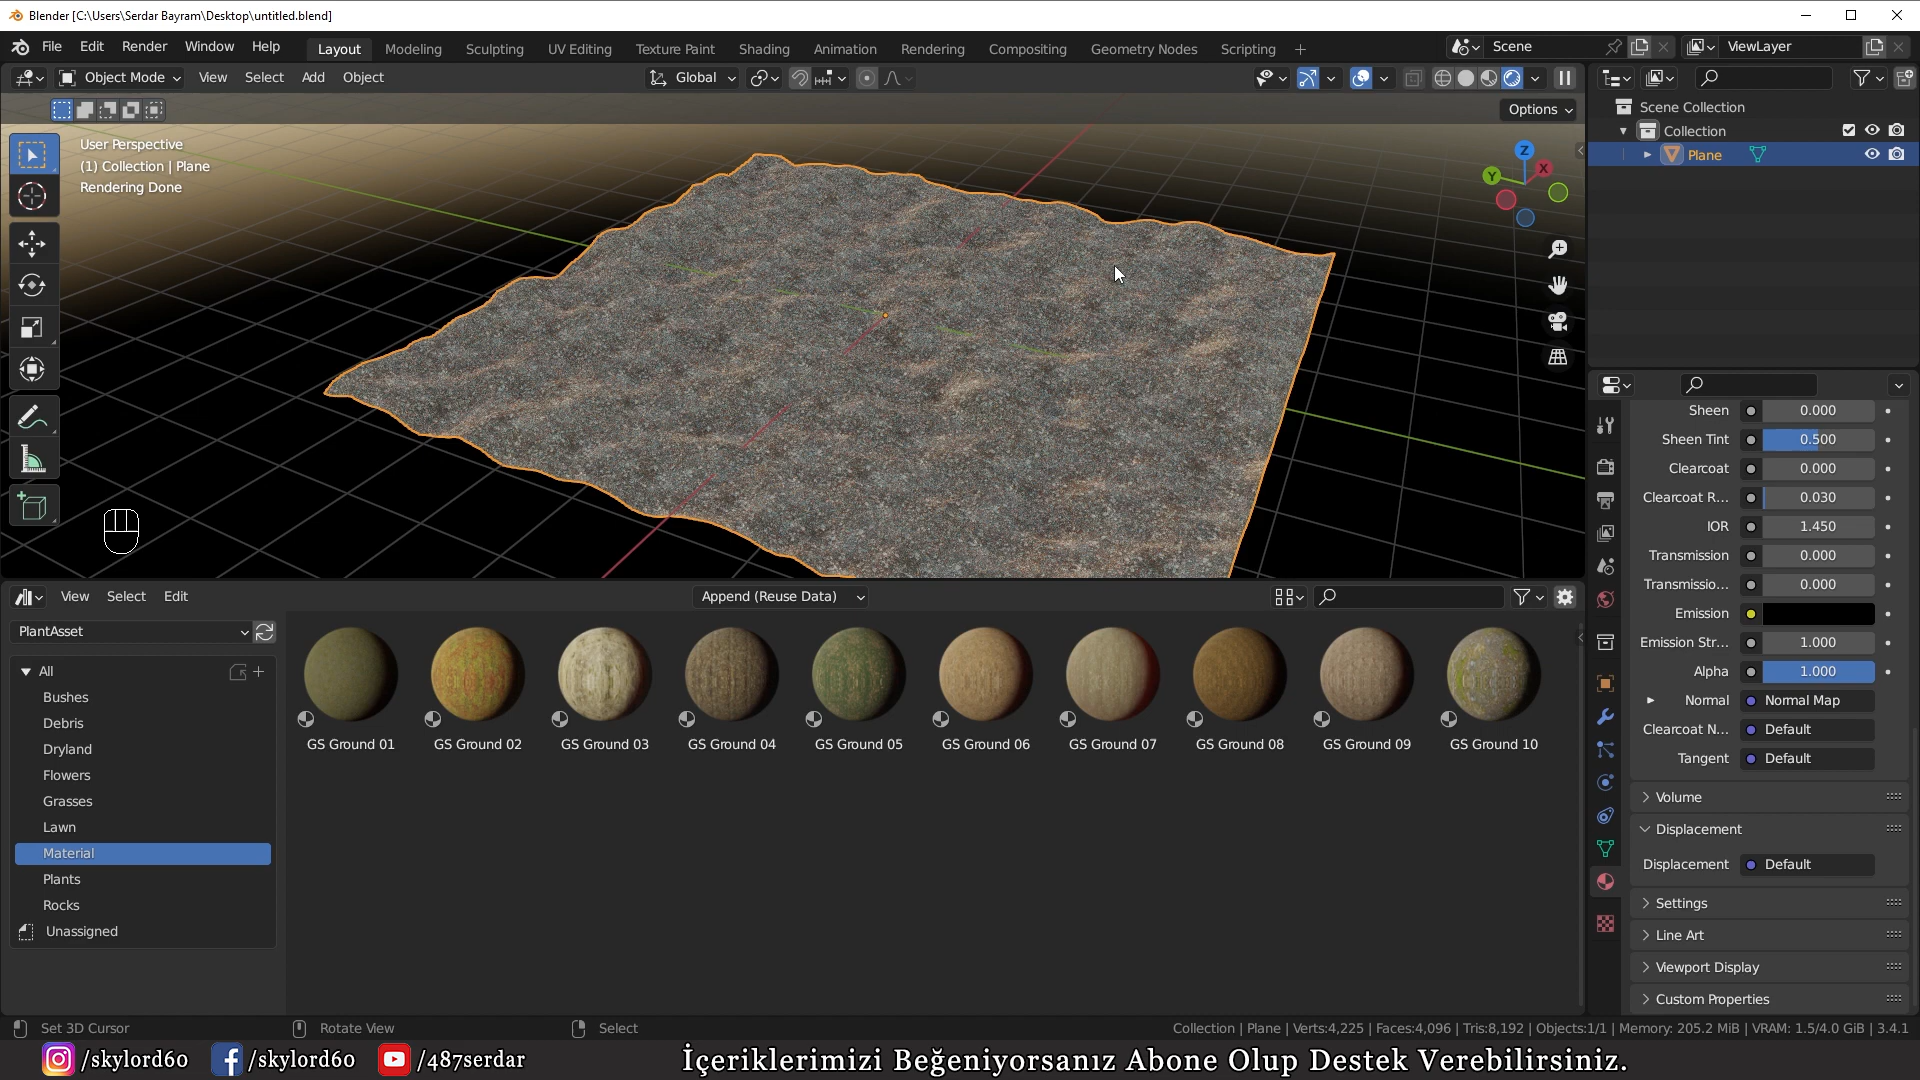 Blender [C:\Users\Serdar Bayram\Desktop\untitled.blend]
File Edit Render Window Help Layout Modeling Sculpting UV Editing Texture Paint Shading Animation Rendering Compositing Geometry Nodes Scripting + Scene ViewLayer
Object Mode View Select Add Object Global
Options
User Perspective
(1) Collection | Plane
Rendering Done
Z
X
Y
Scene Collection
Collection
Plane
Sheen 0.000
Sheen Tint 0.500
Clearcoat 0.000
Clearcoat R... 0.030
IOR 1.450
Transmission 0.000
Transmissio... 0.000
Emission
Emission Str... 1.000
Alpha 1.000
Normal Normal Map
Clearcoat N... Default
Tangent Default
Volume
Displacement
Displacement Default
Settings
Line Art
Viewport Display
Custom Properties
View Select Edit Append (Reuse Data)
PlantAsset
All
Bushes
Debris
Dryland
Flowers
Grasses
Lawn
Material
Plants
Rocks
Unassigned
GS Ground 01 GS Ground 02 GS Ground 03 GS Ground 04 GS Ground 05 GS Ground 06 GS Ground 07 GS Ground 08 GS Ground 09 GS Ground 10
Set 3D Cursor Rotate View Select Collection | Plane | Verts:4,225 | Faces:4,096 | Tris:8,192 | Objects:1/1 | Memory: 205.2 MiB | VRAM: 1.5/4.0 GiB | 3.4.1
/skylord60 /skylord60 /487serdar İçeriklerimizi Beğeniyorsanız Abone Olup Destek Verebilirsiniz.